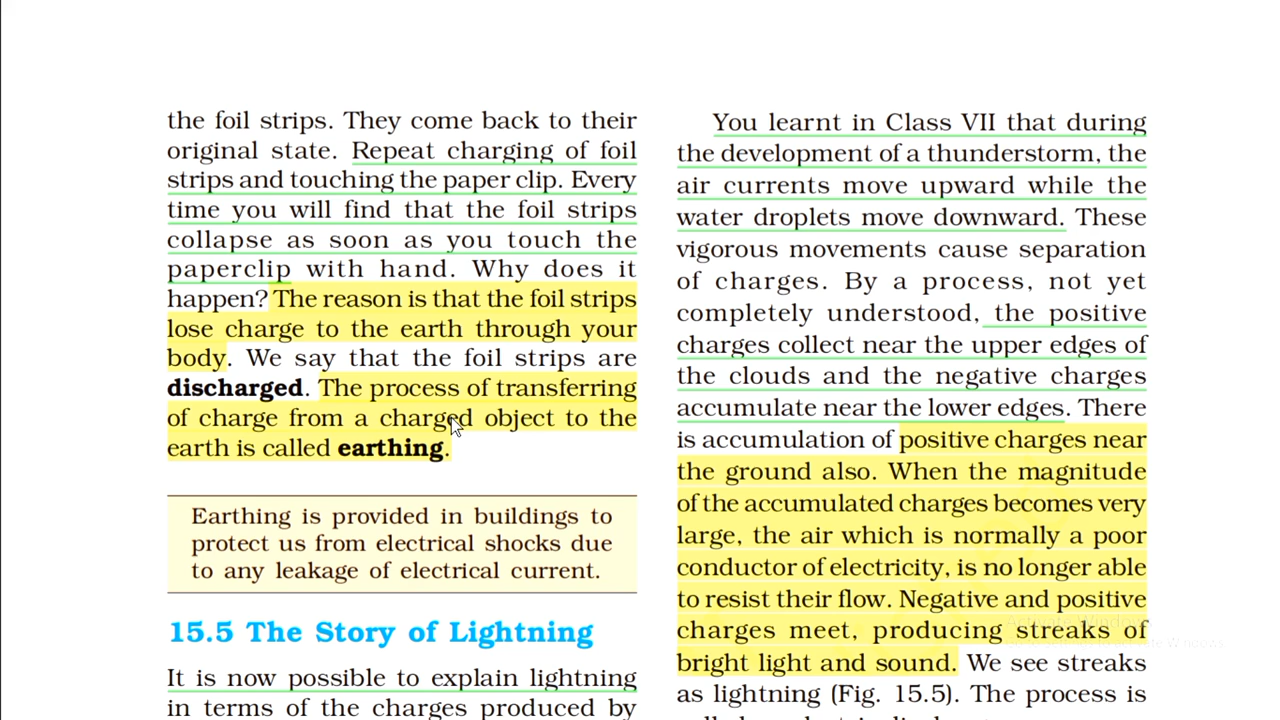 the foil strips. They come back to their
original state. Repeat charging of foil
strips and touching the paper clip. Every
time you will find that the foil strips
collapse as soon as you touch the
paperclip with hand. Why does it
happen? The reason is that the foil strips
lose charge to the earth through your
body. We say that the foil strips are
discharged. The process of transferring
of charge from a charged object to the
earth is called earthing.
Earthing is provided in buildings to
protect us from electrical shocks due
to any leakage of electrical current.
15.5 The Story of Lightning
It is now possible to explain lightning
in terms of the charges produced by
You learnt in Class VII that during
the development of a thunderstorm, the
air currents move upward while the
water droplets move downward. These
vigorous movements cause separation
of charges. By a process, not yet
completely understood, the positive
charges collect near the upper edges of
the clouds and the negative charges
accumulate near the lower edges. There
is accumulation of positive charges near
the ground also. When the magnitude
of the accumulated charges becomes very
large, the air which is normally a poor
conductor of electricity, is no longer able
to resist their flow. Negative and positive
charges meet, producing streaks of
bright light and sound. We see streaks
as lightning (Fig. 15.5). The process is
Activate Windows